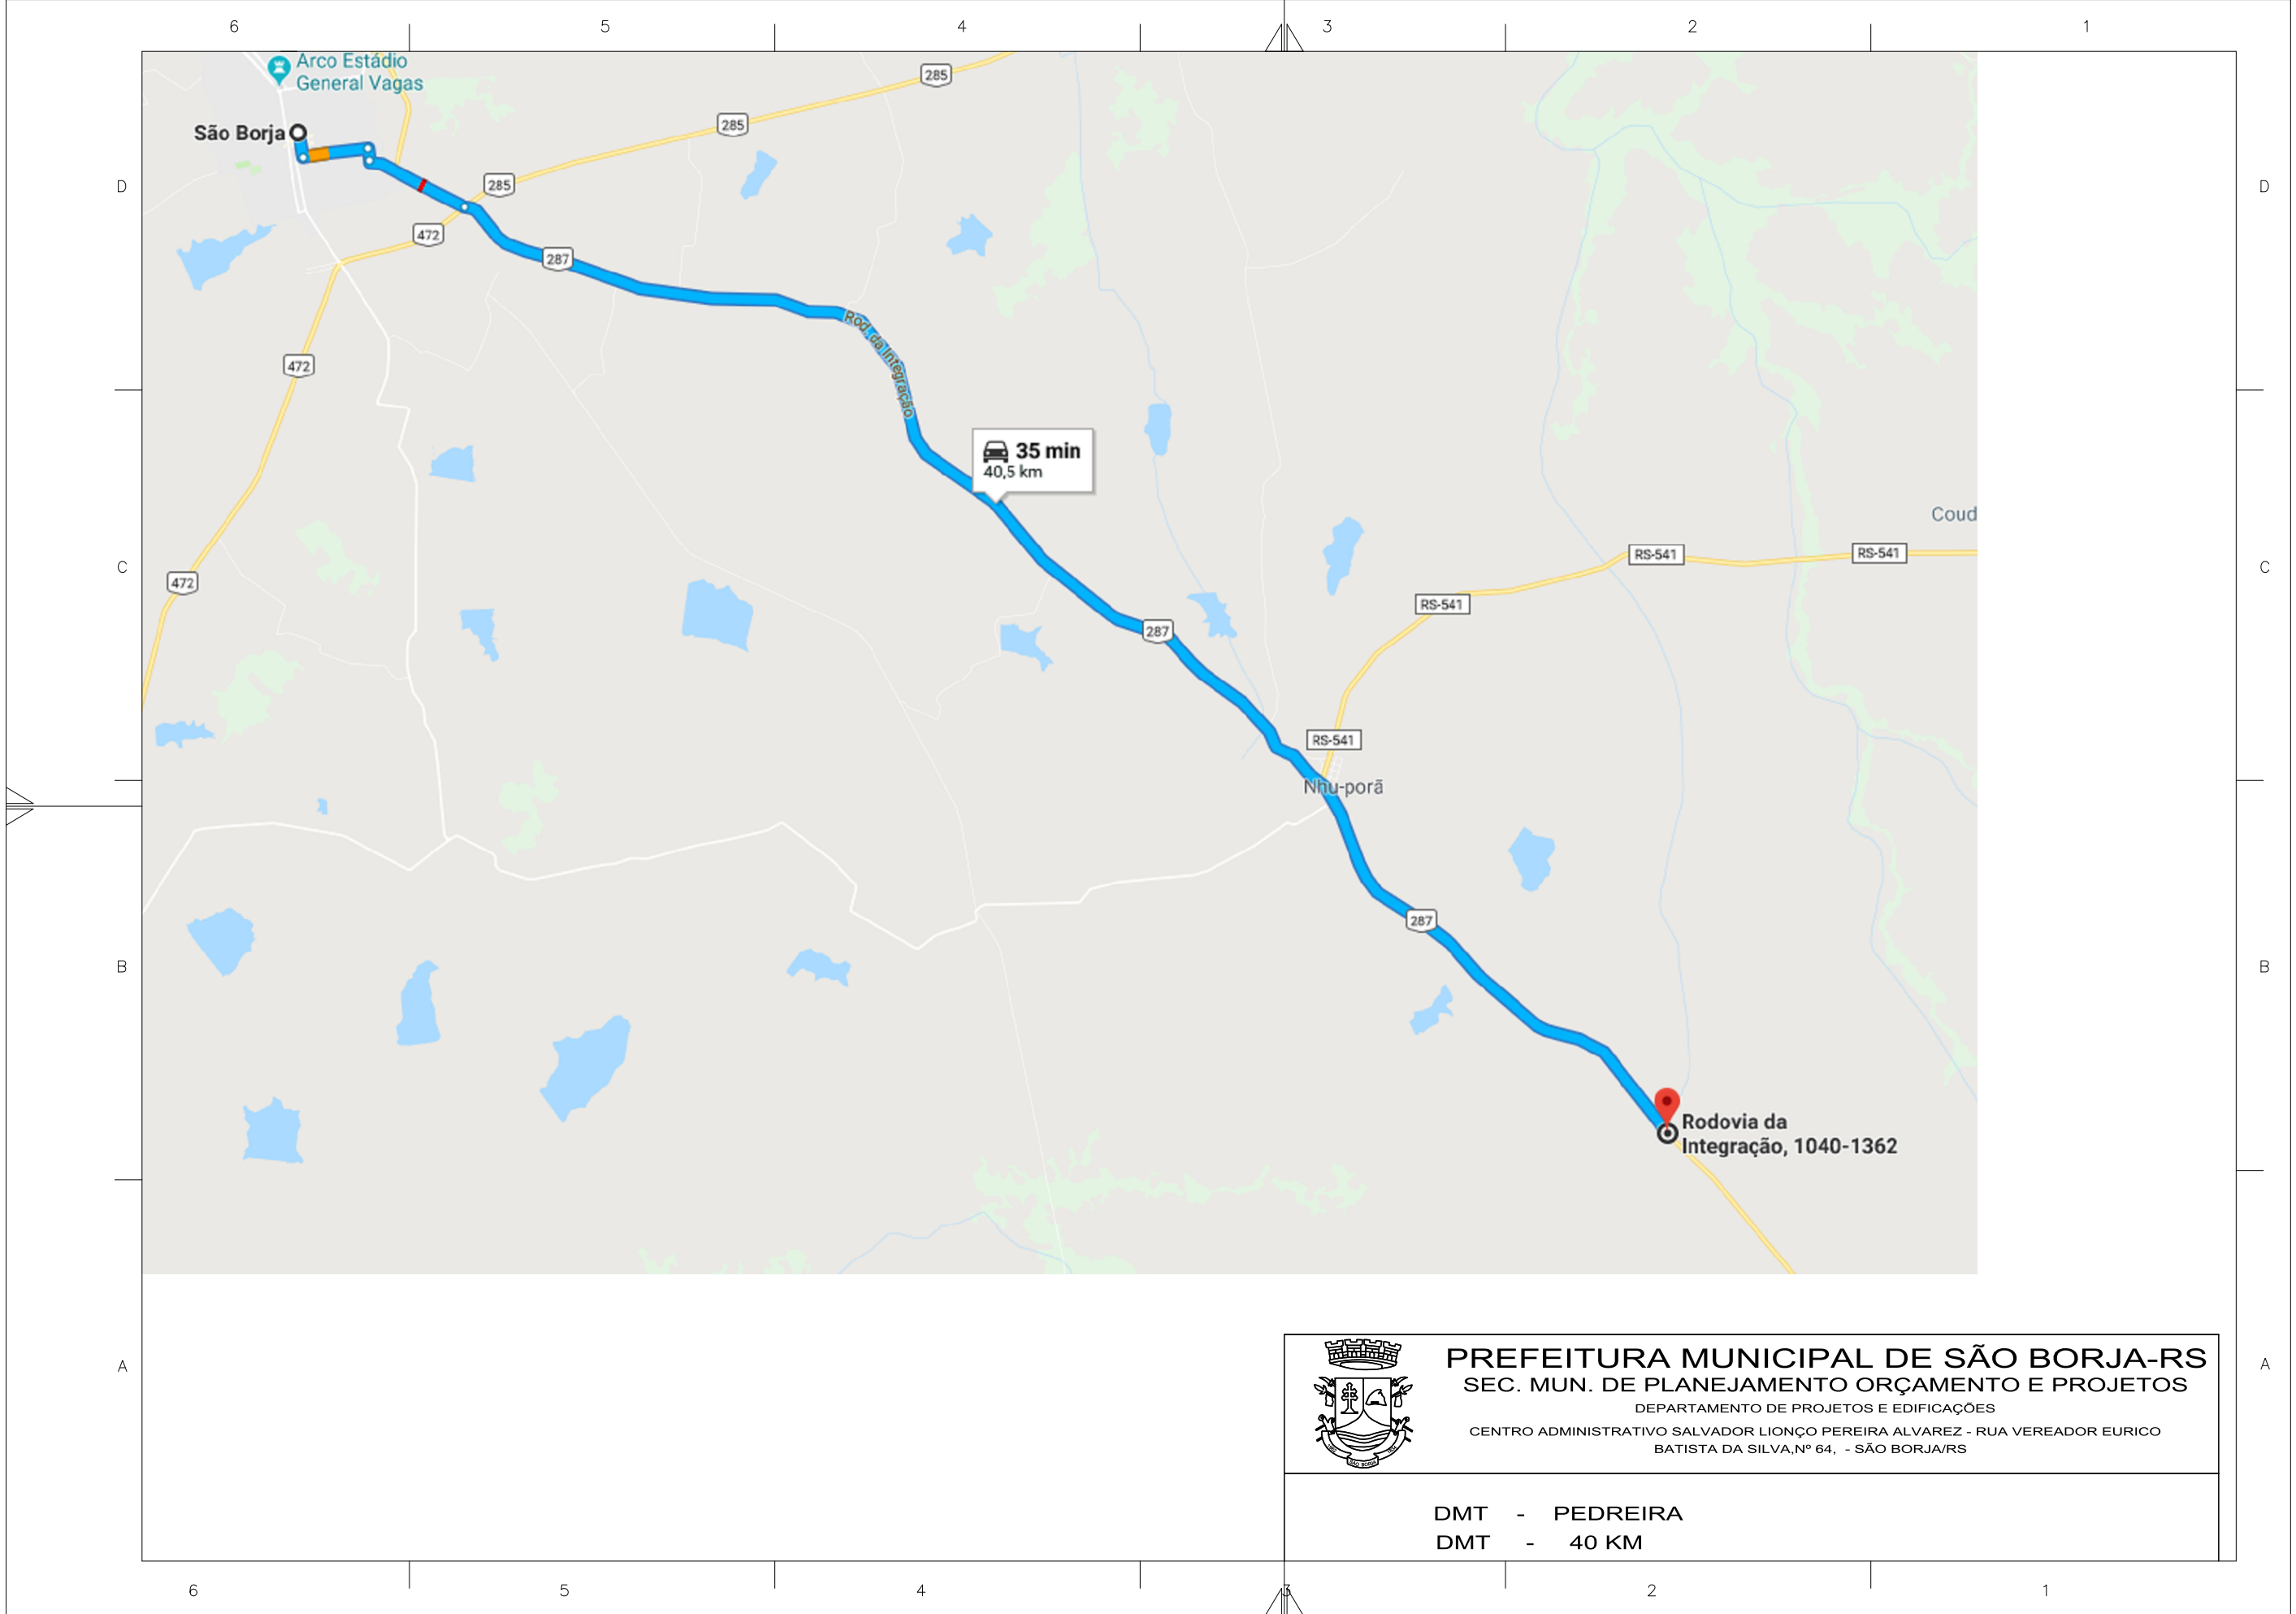 6 5 4 3 2 1
Arco Estádio
General Vagas
285
São Borja
285
D
285
D
472
287
Rod. da Integração
472
35 min
40,5 km
Coud
RS-541
RS-541
C
472
C
RS-541
287
RS-541
Nhu-porã
287
B
B
Rodovia da
Integração, 1040-1362
A
A
PREFEITURA MUNICIPAL DE SÃO BORJA-RS
SEC. MUN. DE PLANEJAMENTO ORÇAMENTO E PROJETOS
DEPARTAMENTO DE PROJETOS E EDIFICAÇÕES
CENTRO ADMINISTRATIVO SALVADOR LIONÇO PEREIRA ALVAREZ - RUA VEREADOR EURICO
BATISTA DA SILVA,Nº 64, - SÃO BORJA/RS
SÃO BORJA
DMT - PEDREIRA
DMT - 40 KM
6 5 4 3 2 1